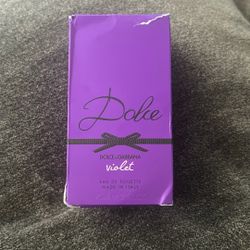 Dolce
DOLCE & GABBANA
violet
EAU DE TOILETTE
MADE IN ITALY